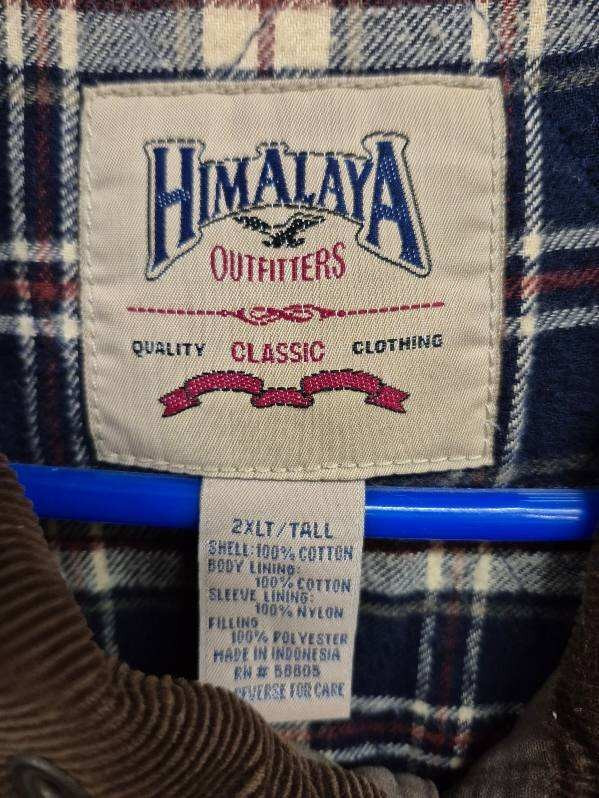 HIMALAYA
OUTFITTERS
QUALITY CLASSIC CLOTHING
2XLT/TALL
SHELL:100% COTTON
BODY LINING:
100% COTTON
SLEEVE LINING:
100% NYLON
FILLING
100% POLYESTER
MADE IN INDONESIA
RN # 58805
REVERSE FOR CARE